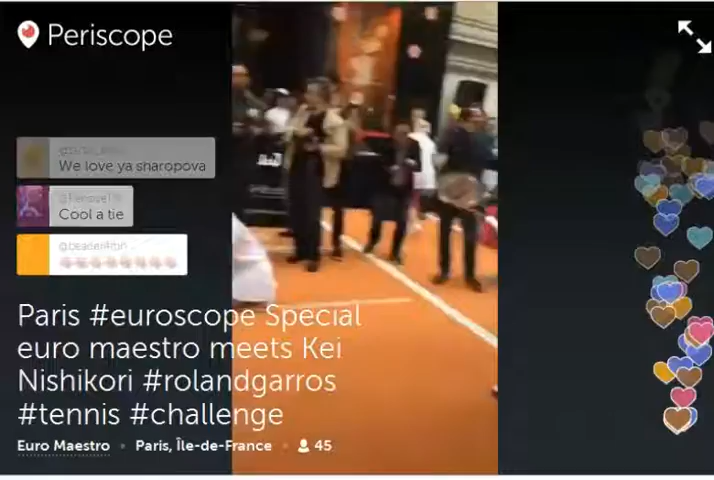 Periscope
We love ya sharopova
Cool a tie
Paris #euroscope Special
euro maestro meets Kei
Nishikori #rolandgarros
#tennis #challenge
Euro Maestro • Paris, Île-de-France • 45